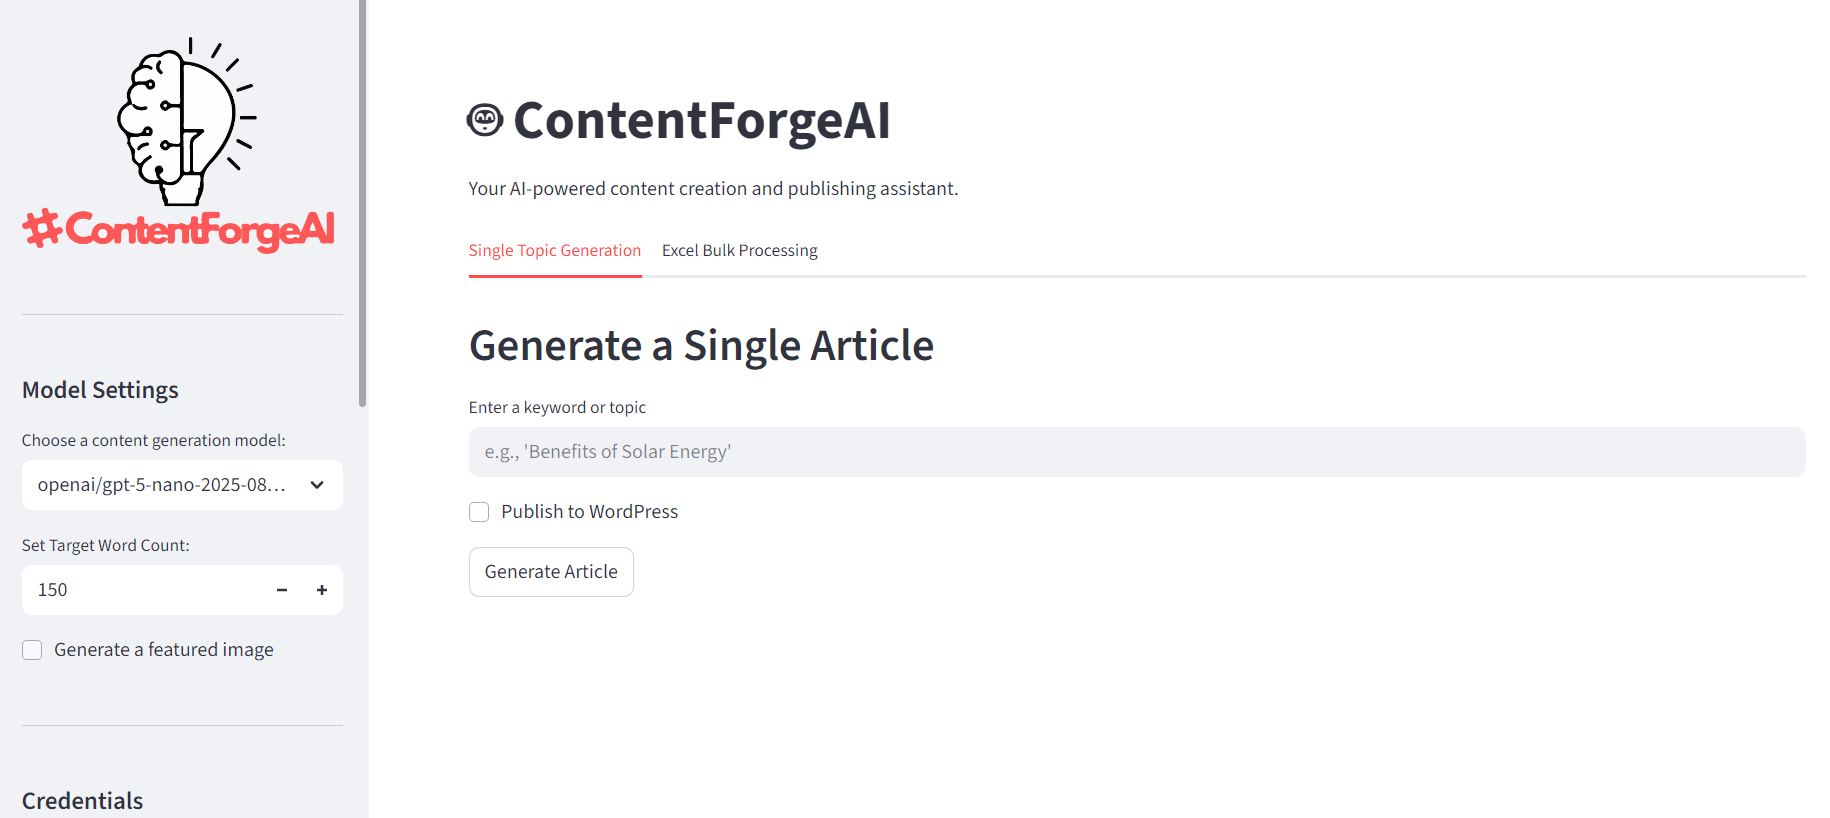 #ContentForgeAI
Model Settings
Choose a content generation model:
openai/gpt-5-nano-2025-08...
Set Target Word Count:
150
Generate a featured image
Credentials
ContentForgeAI
Your AI-powered content creation and publishing assistant.
Single Topic Generation
Excel Bulk Processing
Generate a Single Article
Enter a keyword or topic
e.g., 'Benefits of Solar Energy'
Publish to WordPress
Generate Article